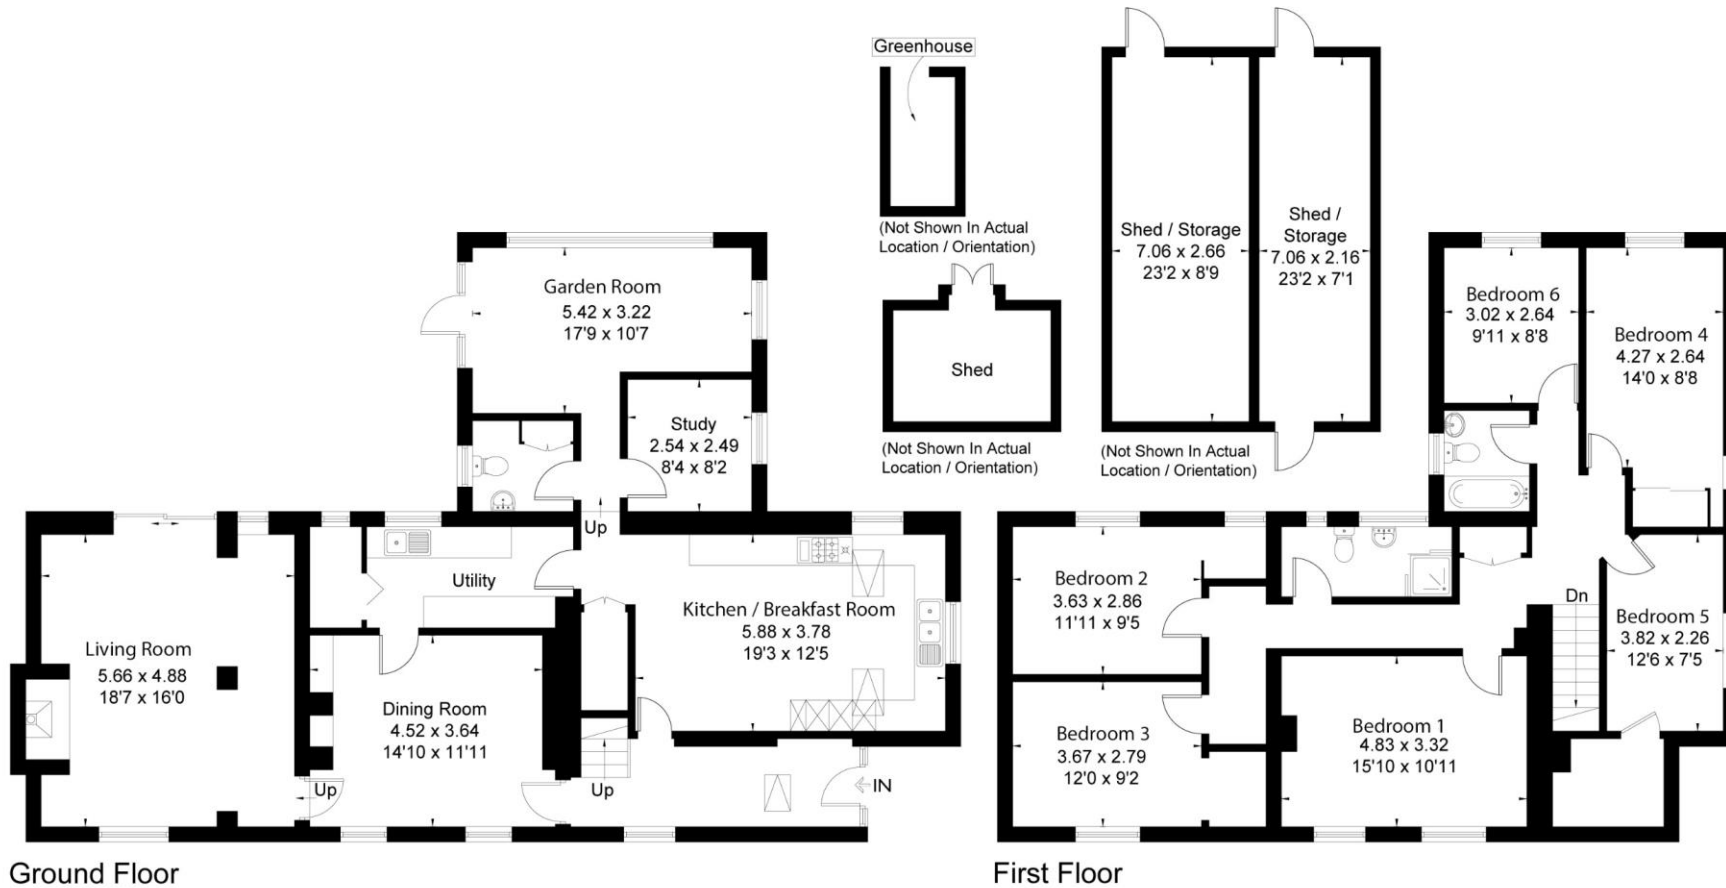 Greenhouse
(Not Shown In Actual
Location / Orientation)
Shed / Storage
7.06 x 2.66
23'2 x 8'9
Shed /
Storage
7.06 x 2.16
23'2 x 7'1
(Not Shown In Actual
Location / Orientation)
Shed
(Not Shown In Actual
Location / Orientation)
Garden Room
5.42 x 3.22
17'9 x 10'7
Study
2.54 x 2.49
8'4 x 8'2
Up
Utility
Kitchen / Breakfast Room
5.88 x 3.78
19'3 x 12'5
Living Room
5.66 x 4.88
18'7 x 16'0
Dining Room
4.52 x 3.64
14'10 x 11'11
Up
Up
IN
Ground Floor
Bedroom 6
3.02 x 2.64
9'11 x 8'8
Bedroom 4
4.27 x 2.64
14'0 x 8'8
Bedroom 2
3.63 x 2.86
11'11 x 9'5
Dn
Bedroom 5
3.82 x 2.26
12'6 x 7'5
Bedroom 3
3.67 x 2.79
12'0 x 9'2
Bedroom 1
4.83 x 3.32
15'10 x 10'11
First Floor